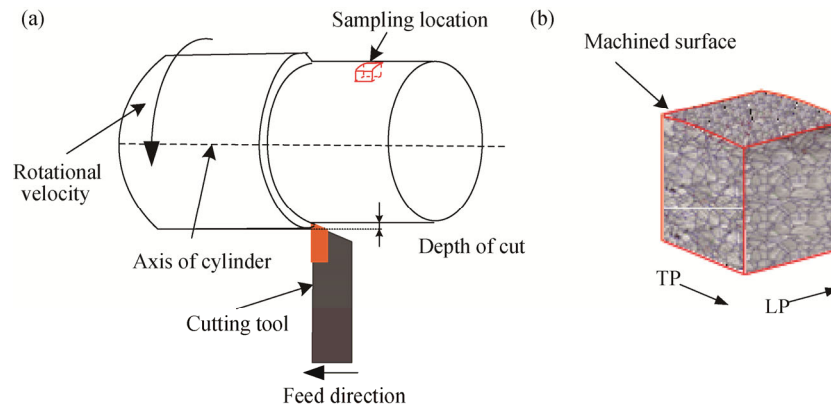 (a)
Sampling location
Rotational
velocity
Axis of cylinder
Depth of cut
Cutting tool
Feed direction
(b)
Machined surface
TP
LP